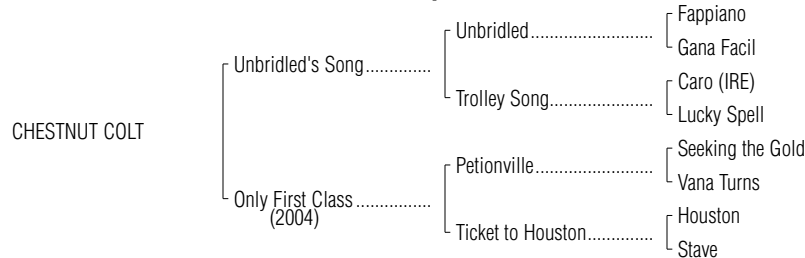 Fappiano
Unbridled............................
Gana Facil
Unbridled's Song...............
Caro (IRE)
Trolley Song........................
Lucky Spell
CHESTNUT COLT
Seeking the Gold
Petionville...........................
Vana Turns
Only First Class.................
(2004)
Houston
Ticket to Houston...............
Stave